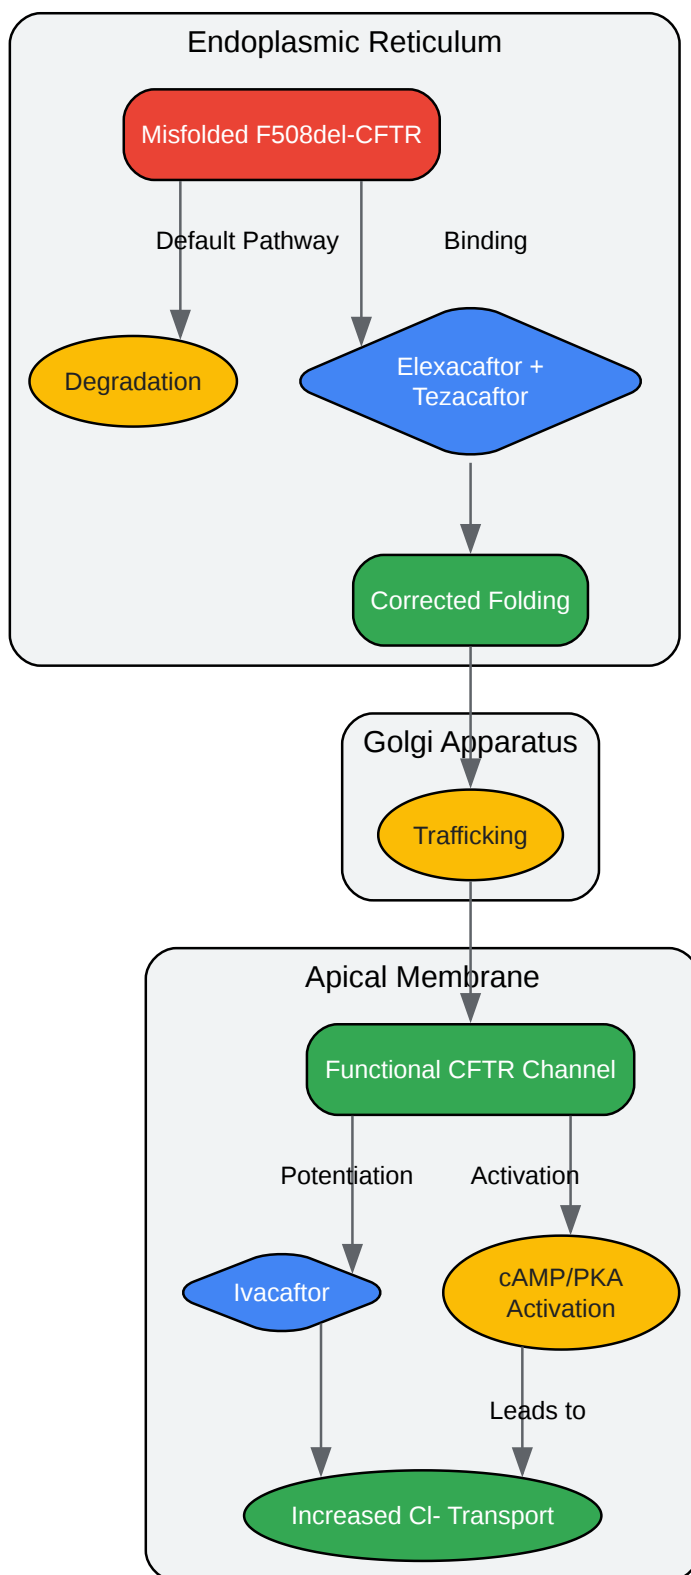 Endoplasmic Reticulum
Misfolded F508del-CFTR
Default Pathway
Binding
Degradation
Elexacaftor +
Tezacaftor
Corrected Folding
Golgi Apparatus
Trafficking
Apical Membrane
Functional CFTR Channel
Potentiation
Activation
Ivacaftor
cAMP/PKA
Activation
Leads to
Increased Cl- Transport